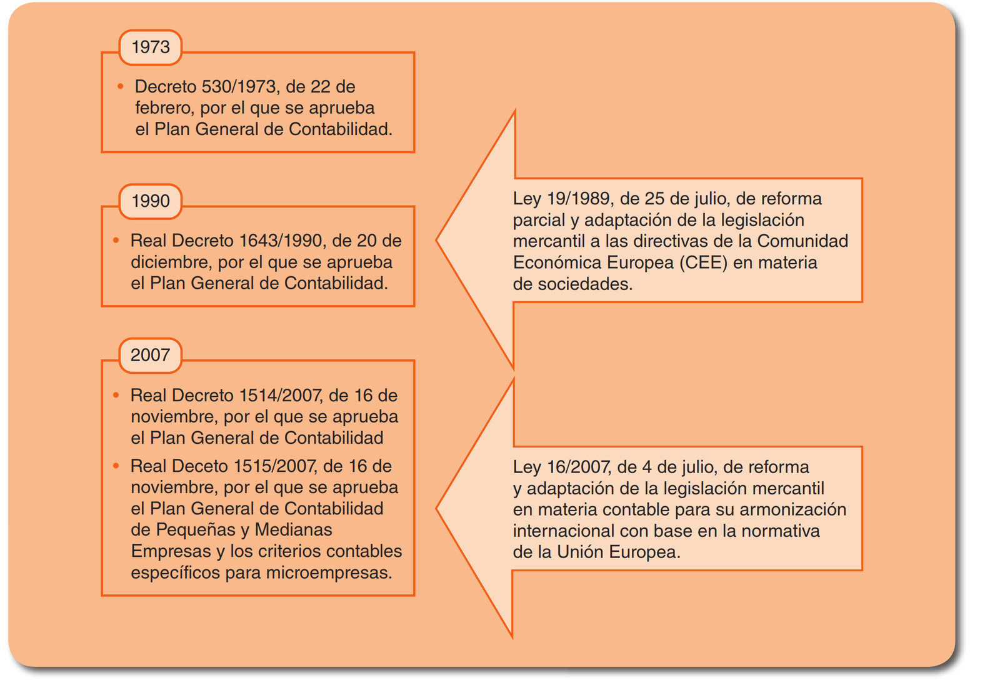 1973
• Decreto 530/1973, de 22 de
febrero, por el que se aprueba
el Plan General de Contabilidad.
1990
• Real Decreto 1643/1990, de 20 de
diciembre, por el que se aprueba
el Plan General de Contabilidad.
Ley 19/1989, de 25 de julio, de reforma
parcial y adaptación de la legislación
mercantil a las directivas de la Comunidad
Económica Europea (CEE) en materia
de sociedades.
2007
• Real Decreto 1514/2007, de 16 de
noviembre, por el que se aprueba
el Plan General de Contabilidad
• Real Deceto 1515/2007, de 16 de
noviembre, por el que se aprueba
el Plan General de Contabilidad
de Pequeñas y Medianas
Empresas y los criterios contables
específicos para microempresas.
Ley 16/2007, de 4 de julio, de reforma
y adaptación de la legislación mercantil
en materia contable para su armonización
internacional con base en la normativa
de la Unión Europea.